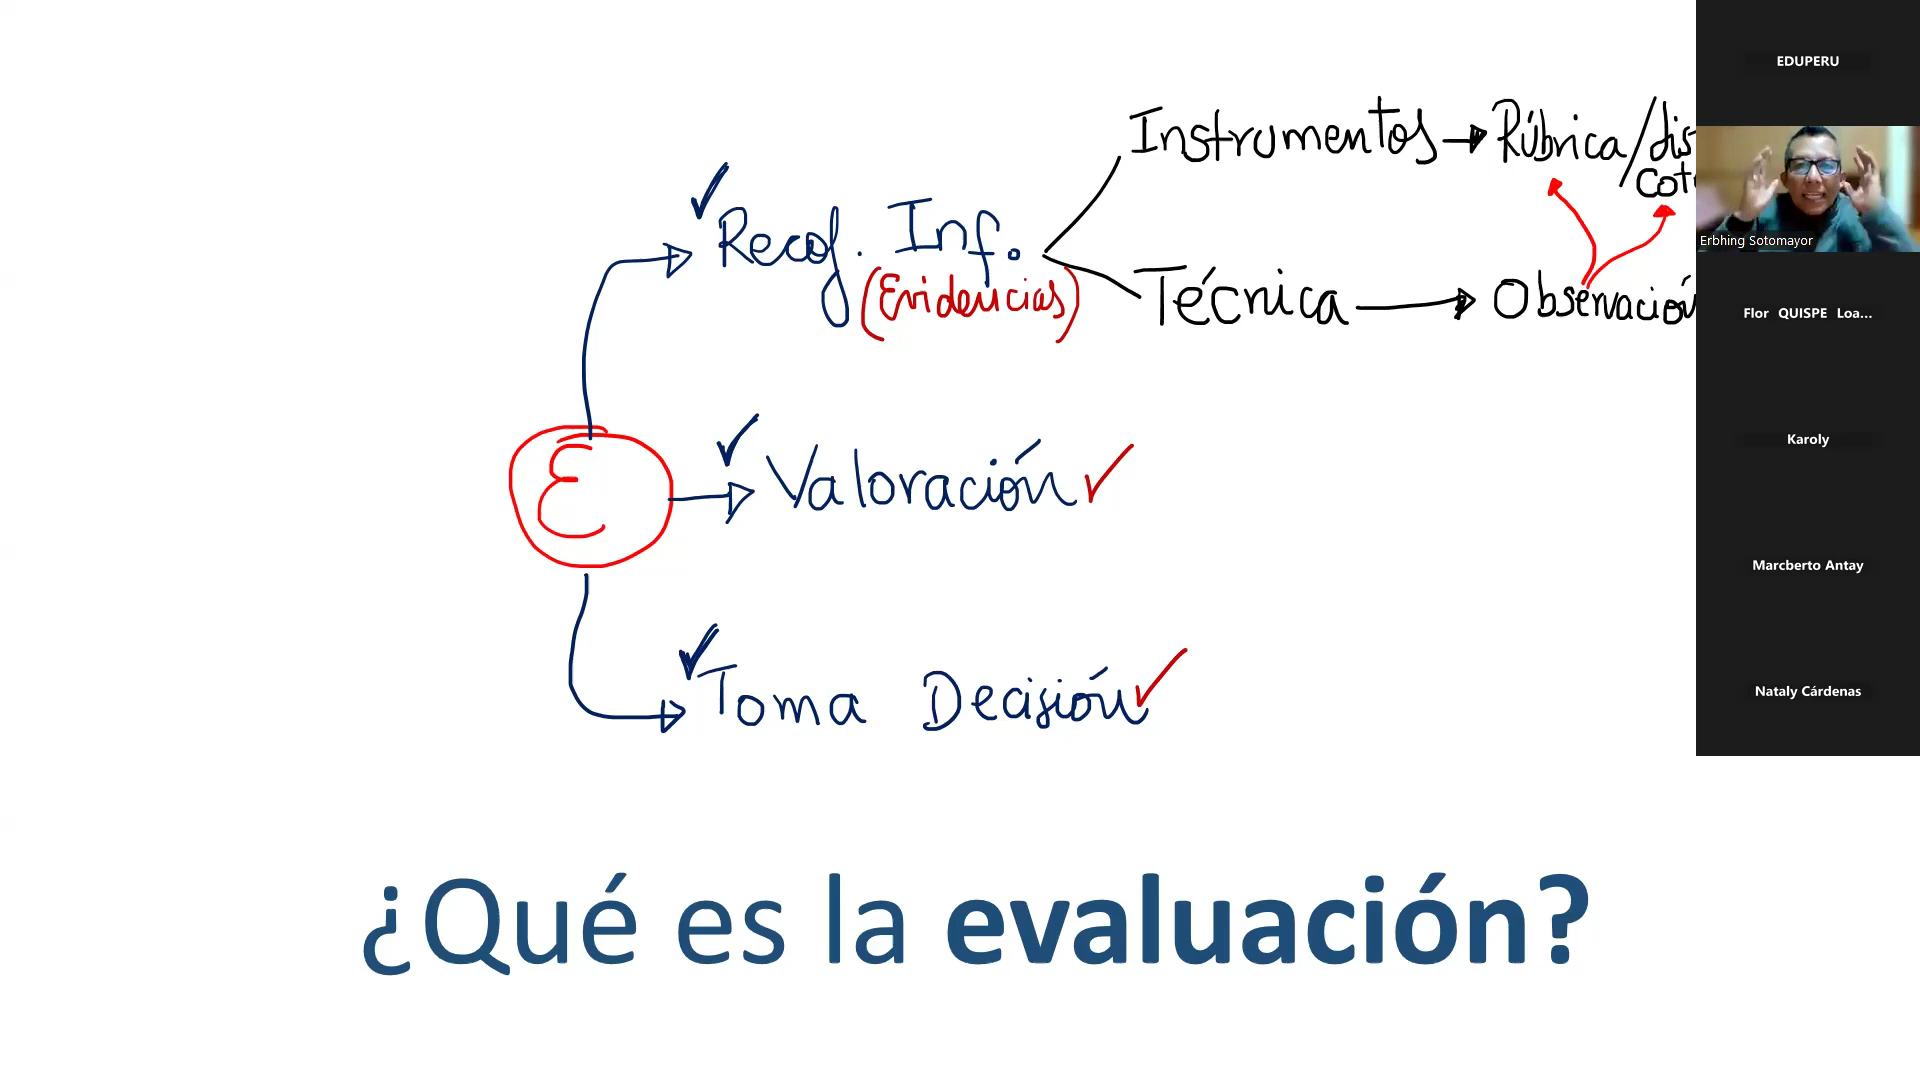 Instrumentos → Rúbrica/
Recoj. Inf.
(Evidencias)
Técnica → Observación
E
Valoración
Toma Decisión
¿Qué es la evaluación?
EDUPERU
Erbhing Sotomayor
Flor QUISPE Loa...
Karoly
Marcberto Antay
Nataly Cárdenas